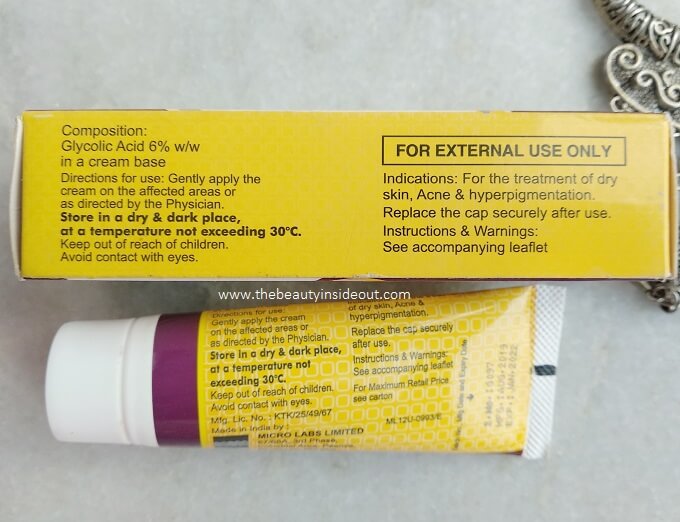 Composition:
Glycolic Acid 6% w/w
in a cream base
Directions for use: Gently apply the
cream on the affected areas or
as directed by the Physician.
Store in a dry & dark place,
at a temperature not exceeding 30°C.
Keep out of reach of children.
Avoid contact with eyes.
FOR EXTERNAL USE ONLY
Indications: For the treatment of dry
skin, Acne & hyperpigmentation.
Replace the cap securely after use.
Instructions & Warnings:
See accompanying leaflet
www.thebeautyinsideout.com
Directions for use:
Gently apply the cream
on the affected areas or
as directed by the Physician.
Store in a dry & dark place,
at a temperature not
exceeding 30°C.
Keep out of reach of children.
Avoid contact with eyes.
Mfg. Lic. No.: KTK/25/49/67
Made in India by:
MICRO LABS LIMITED
of dry skin, Acne &
hyperpigmentation.
Replace the cap securely
after use.
Instructions & Warnings:
See accompanying leaflet
For Maximum Retail Price
see carton
ML12U-0993/E